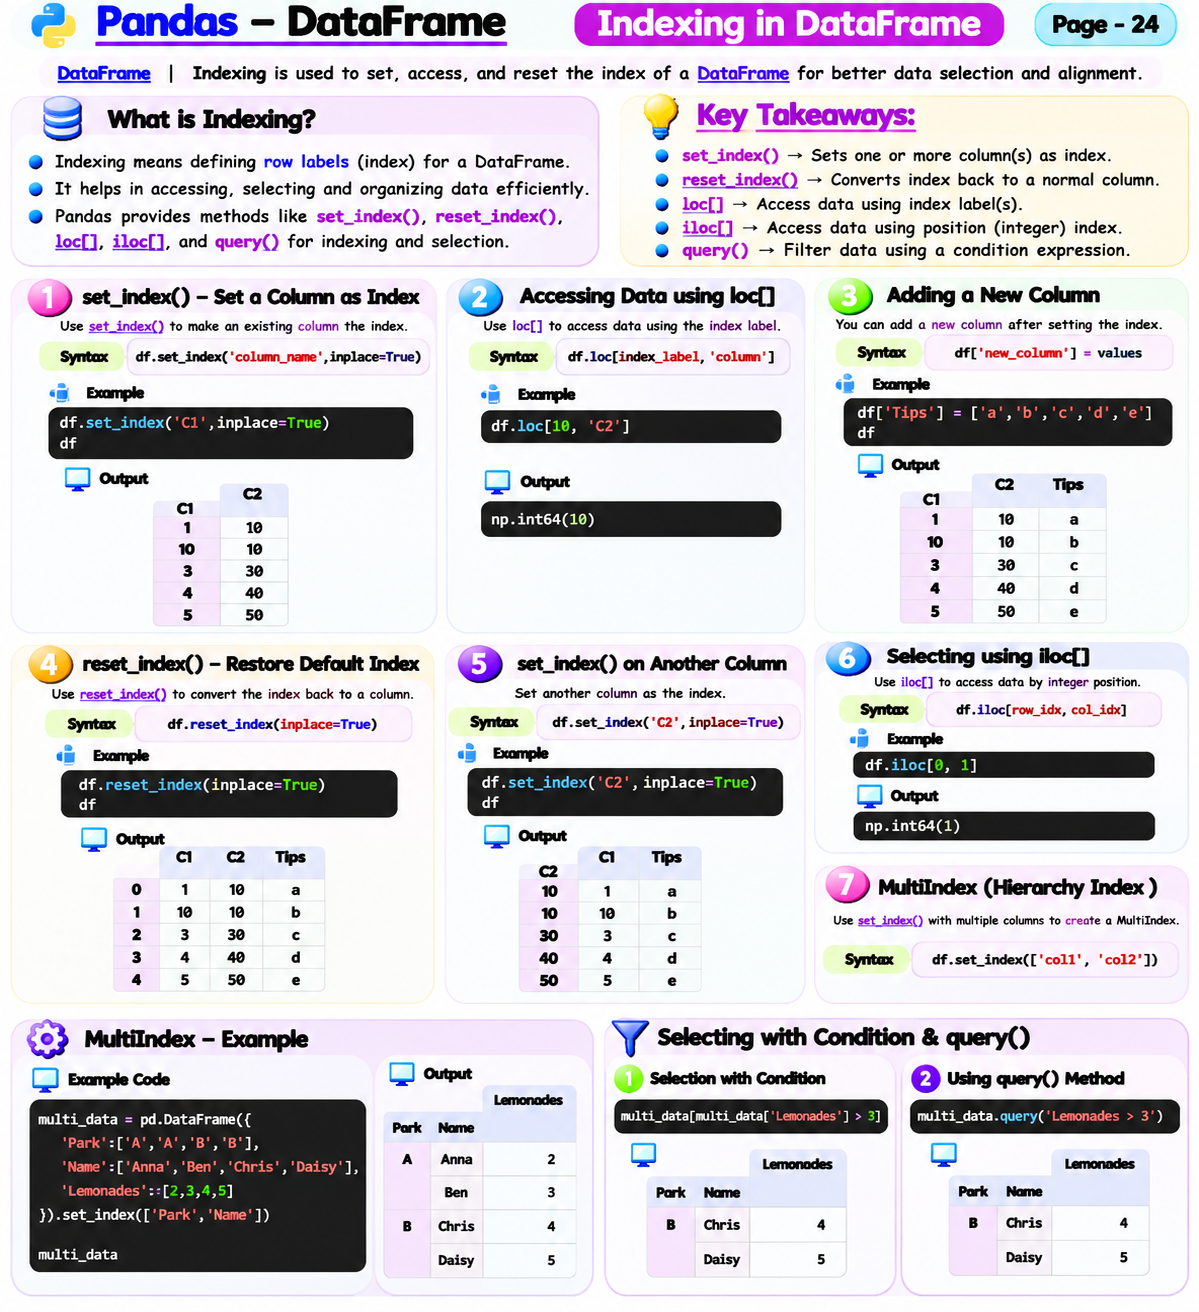 Pandas – DataFrame
Indexing in DataFrame
Page - 24
DataFrame | Indexing is used to set, access, and reset the index of a DataFrame for better data selection and alignment.
What is Indexing?
Indexing means defining row labels (index) for a DataFrame.
It helps in accessing, selecting and organizing data efficiently.
Pandas provides methods like set_index(), reset_index(),
loc[], iloc[], and query() for indexing and selection.
Key Takeaways:
set_index() → Sets one or more column(s) as index.
reset_index() → Converts index back to a normal column.
loc[] → Access data using index label(s).
iloc[] → Access data using position (integer) index.
query() → Filter data using a condition expression.
1 set_index() – Set a Column as Index
Use set_index() to make an existing column the index.
Syntax df.set_index('column_name',inplace=True)
Example
df.set_index('C1',inplace=True)
df
Output
C2
C1
1 10
10 10
3 30
4 40
5 50
2 Accessing Data using loc[]
Use loc[] to access data using the index label.
Syntax df.loc[index_label, 'column']
Example
df.loc[10, 'C2']
Output
np.int64(10)
3 Adding a New Column
You can add a new column after setting the index.
Syntax df['new_column'] = values
Example
df['Tips'] = ['a','b','c','d','e']
df
Output
C2 Tips
C1
1 10 a
10 10 b
3 30 c
4 40 d
5 50 e
4 reset_index() – Restore Default Index
Use reset_index() to convert the index back to a column.
Syntax df.reset_index(inplace=True)
Example
df.reset_index(inplace=True)
df
Output
C1 C2 Tips
0 1 10 a
1 10 10 b
2 3 30 c
3 4 40 d
4 5 50 e
5 set_index() on Another Column
Set another column as the index.
Syntax df.set_index('C2',inplace=True)
Example
df.set_index('C2', inplace=True)
df
Output
C1 Tips
C2
10 1 a
10 10 b
30 3 c
40 4 d
50 5 e
6 Selecting using iloc[]
Use iloc[] to access data by integer position.
Syntax df.iloc[row_idx, col_idx]
Example
df.iloc[0, 1]
Output
np.int64(1)
7 MultiIndex (Hierarchy Index )
Use set_index() with multiple columns to create a MultiIndex.
Syntax df.set_index(['col1', 'col2'])
MultiIndex – Example
Example Code
multi_data = pd.DataFrame({
'Park':['A','A','B','B'],
'Name':['Anna','Ben','Chris','Daisy'],
'Lemonades'::[2,3,4,5]
}).set_index(['Park','Name'])
multi_data
Output
Lemonades
Park Name
A Anna 2
Ben 3
B Chris 4
Daisy 5
Selecting with Condition & query()
1 Selection with Condition
multi_data[multi_data['Lemonades'] > 3]
Lemonades
Park Name
B Chris 4
Daisy 5
2 Using query() Method
multi_data.query('Lemonades > 3')
Lemonades
Park Name
B Chris 4
Daisy 5